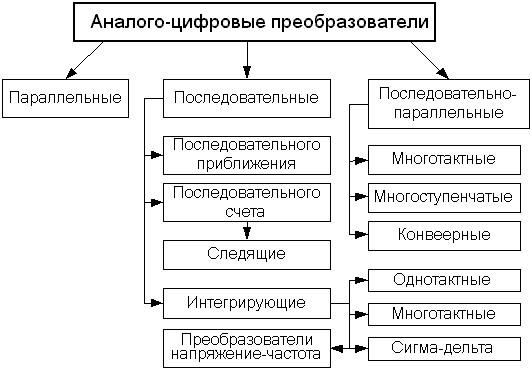 Аналого-цифровые преобразователи
Параллельные
Последовательные
Последовательного
приближения
Последовательного
счета
Следящие
Интегрирующие
Преобразователи
напряжение-частота
Последовательно-
параллельные
Многотактные
Многоступенчатые
Конвеерные
Однотактные
Многотактные
Сигма-дельта